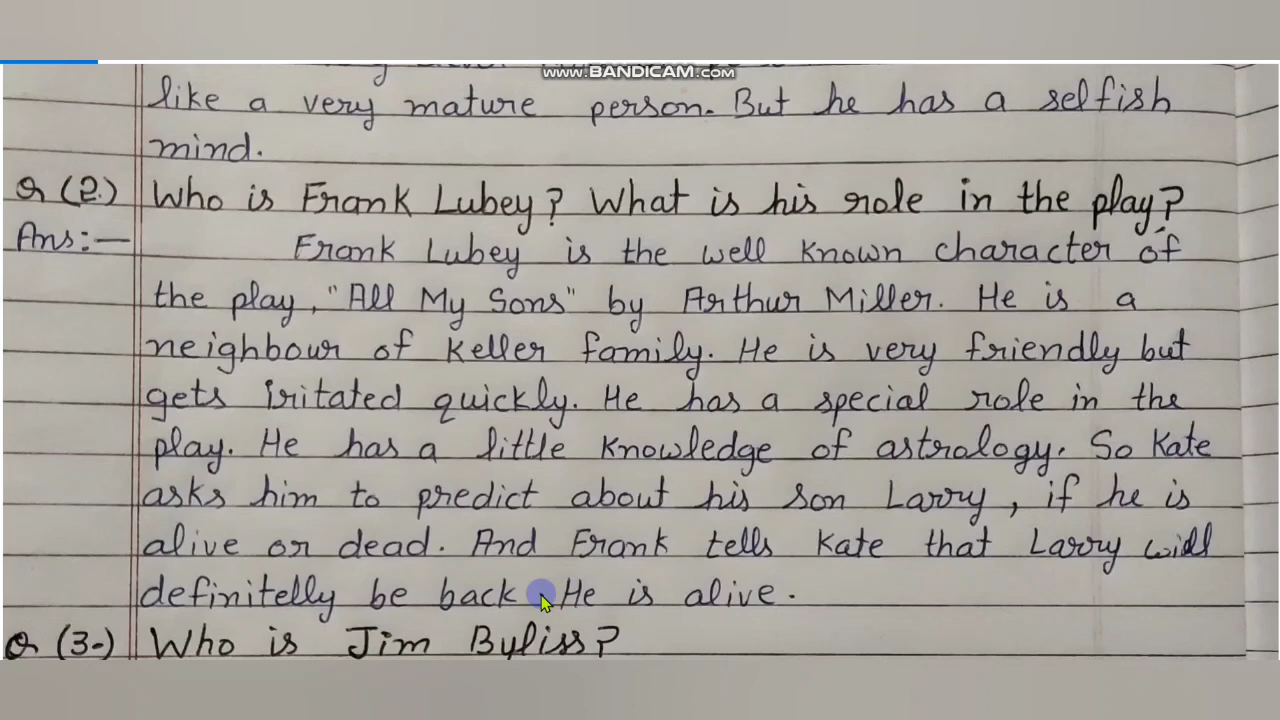 www.BANDICAM.com
like a very mature person. But he has a selfish
mind.
Q (2.) Who is Frank Lubey? What is his role in the play?
Ans:— Frank Lubey is the well known character of
the play, "All My Sons" by Arthur Miller. He is a
neighbour of Keller family. He is very friendly but
gets irritated quickly. He has a special role in the
play. He has a little knowledge of astrology. So Kate
asks him to predict about his son Larry, if he is
alive or dead. And Frank tells Kate that Larry will
definitelly be back. He is alive.
Q (3.) Who is Jim Byliss?